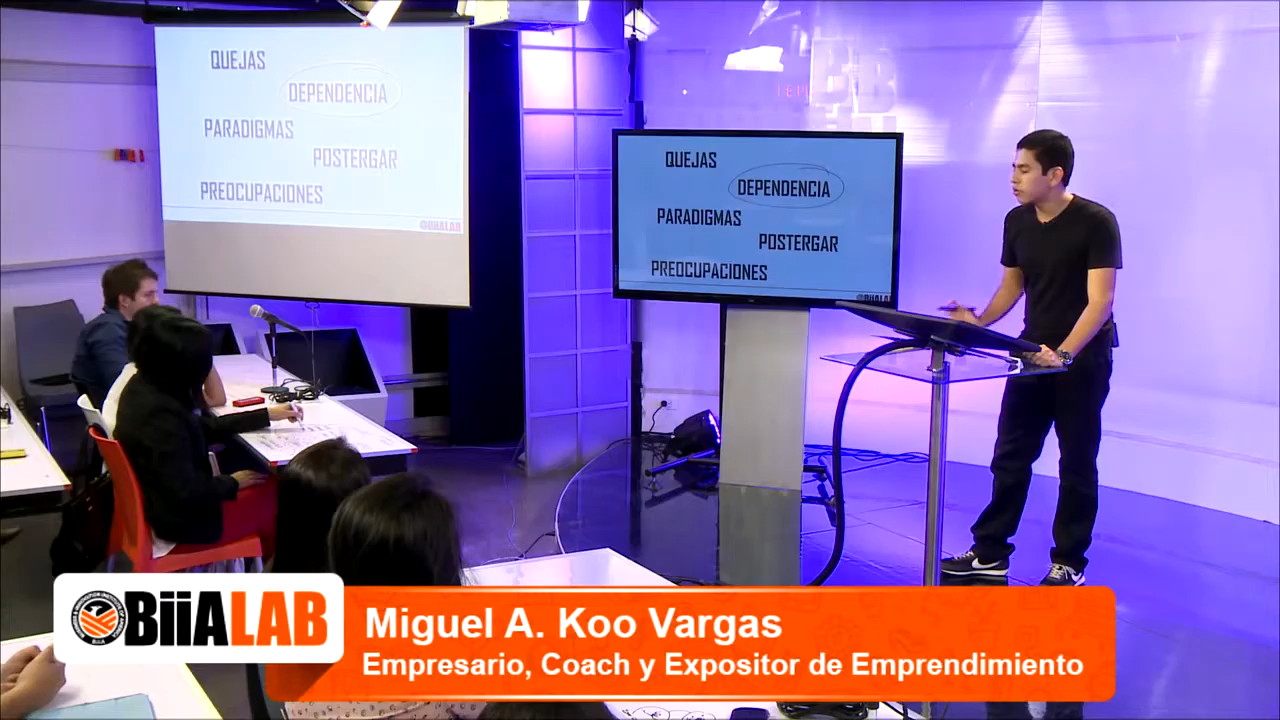 QUEJAS
DEPENDENCIA
PARADIGMAS
POSTERGAR
PREOCUPACIONES
@BIIALAB
QUEJAS
DEPENDENCIA
PARADIGMAS
POSTERGAR
PREOCUPACIONES
@BIIALAB
BiiALAB
Miguel A. Koo Vargas
Empresario, Coach y Expositor de Emprendimiento